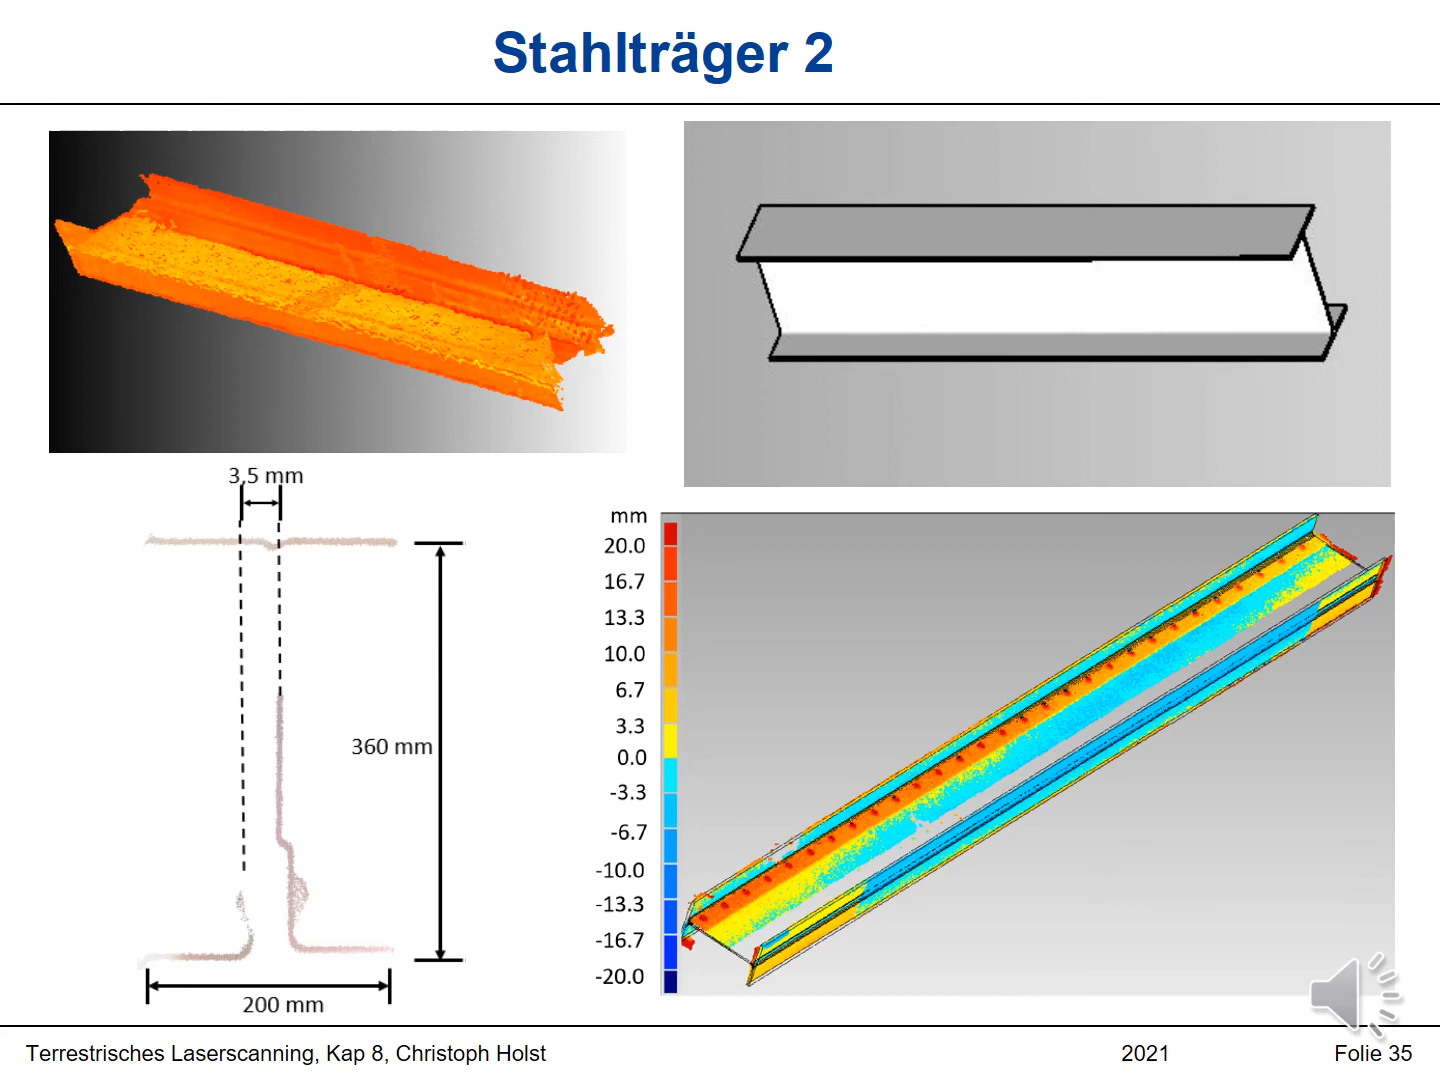 Stahlträger 2
3,5 mm
360 mm
200 mm
mm
20.0
16.7
13.3
10.0
6.7
3.3
0.0
-3.3
-6.7
-10.0
-13.3
-16.7
-20.0
Terrestrisches Laserscanning, Kap 8, Christoph Holst
2021
Folie 35